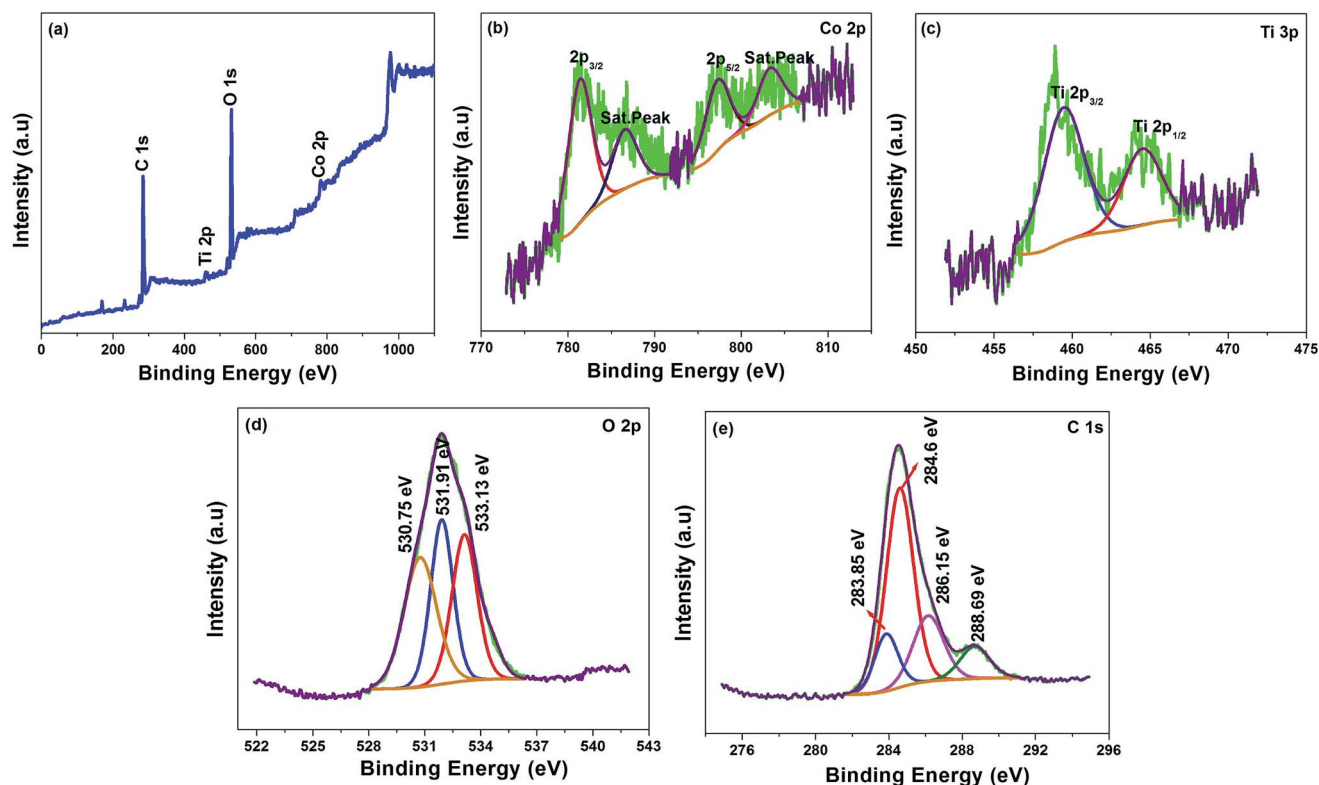 (a)
C 1s
Ti 2p
O 1s
Co 2p
Intensity (a.u)
0 200 400 600 800 1000
Binding Energy (eV)
(b)
Co 2p
2p3/2
Sat.Peak
2p5/2
Sat.Peak
Intensity (a.u)
770 780 790 800 810
Binding Energy (eV)
(c)
Ti 3p
Ti 2p3/2
Ti 2p1/2
Intensity (a.u)
450 455 460 465 470 475
Binding Energy (eV)
(d)
O 2p
530.75 eV
531.91 eV
533.13 eV
Intensity (a.u)
522 525 528 531 534 537 540 543
Binding Energy (eV)
(e)
C 1s
283.85 eV
284.6 eV
286.15 eV
288.69 eV
Intensity (a.u)
276 280 284 288 292 296
Binding Energy (eV)